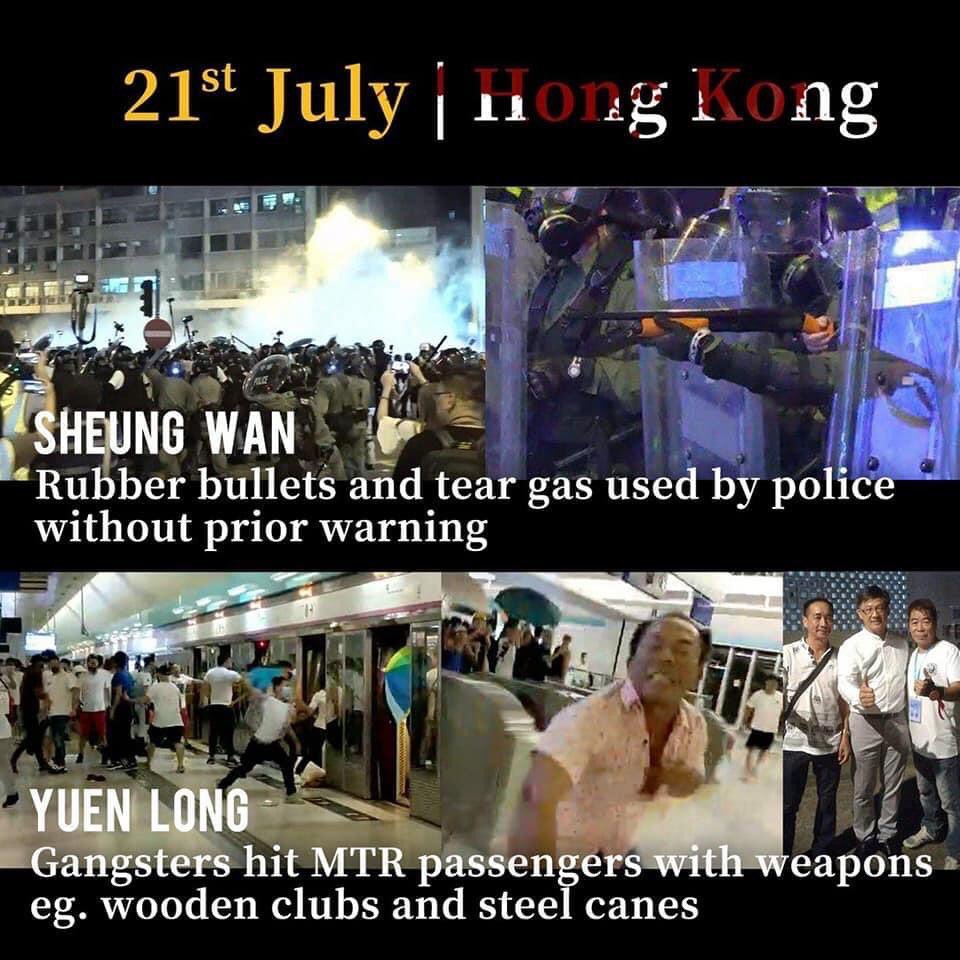 21st July | Hong Kong
POLICE
SHEUNG WAN
Rubber bullets and tear gas used by police
without prior warning
YUEN LONG
Gangsters hit MTR passengers with weapons
eg. wooden clubs and steel canes